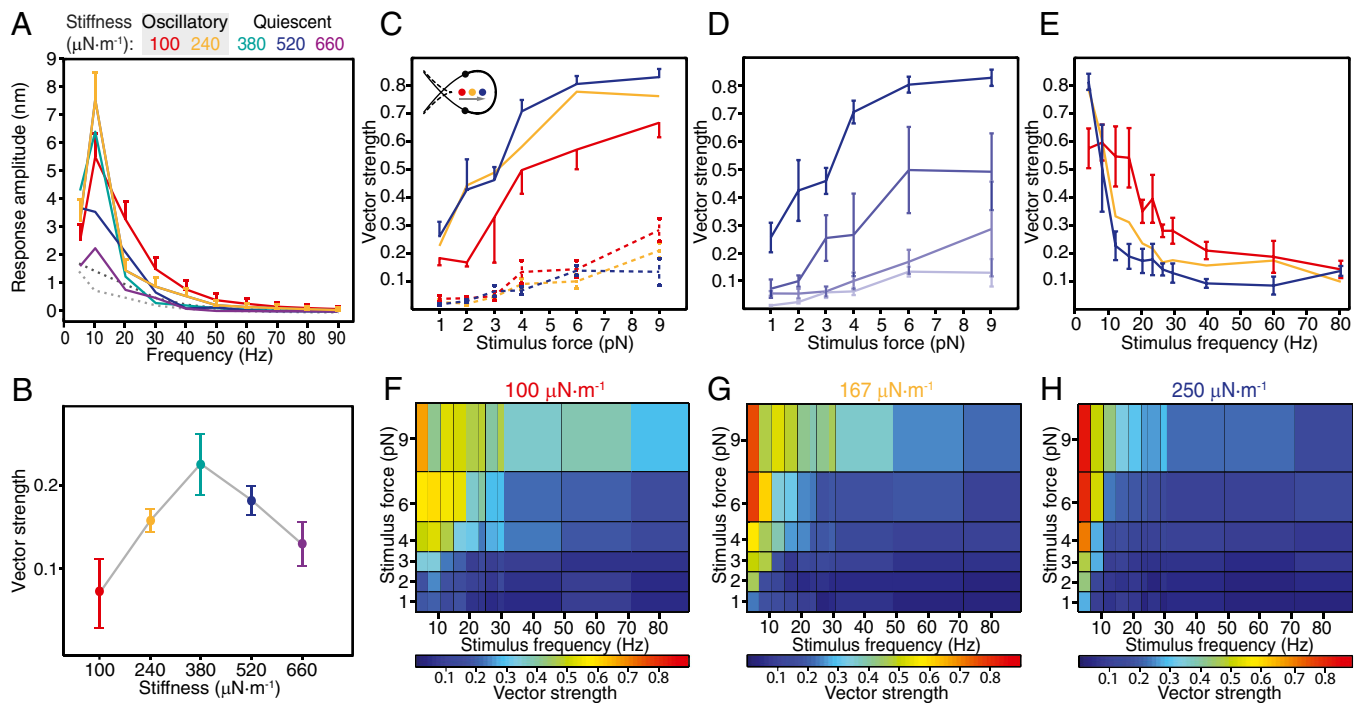 A
Stiffness Oscillatory Quiescent
(µN·m⁻¹): 100 240 380 520 660
Response amplitude (nm)
9
8
7
6
5
4
3
2
1
0
0 10 20 30 40 50 60 70 80 90
Frequency (Hz)
C
Vector strength
0.8
0.7
0.6
0.5
0.4
0.3
0.2
0.1
1 2 3 4 6 9
Stimulus force (pN)
D
Vector strength
0.8
0.7
0.6
0.5
0.4
0.3
0.2
0.1
1 2 3 4 6 9
Stimulus force (pN)
E
Vector strength
0.8
0.7
0.6
0.5
0.4
0.3
0.2
0.1
0 10 20 30 40 50 60 70 80
Stimulus frequency (Hz)
B
Vector strength
0.2
0.1
100 240 380 520 660
Stiffness (µN·m⁻¹)
F
100 µN·m⁻¹
Stimulus force (pN)
9
6
4
3
2
1
10 20 30 40 50 60 70 80
Stimulus frequency (Hz)
0.1 0.2 0.3 0.4 0.5 0.6 0.7 0.8
Vector strength
G
167 µN·m⁻¹
Stimulus force (pN)
9
6
4
3
2
1
10 20 30 40 50 60 70 80
Stimulus frequency (Hz)
0.1 0.2 0.3 0.4 0.5 0.6 0.7 0.8
Vector strength
H
250 µN·m⁻¹
Stimulus force (pN)
9
6
4
3
2
1
10 20 30 40 50 60 70 80
Stimulus frequency (Hz)
0.1 0.2 0.3 0.4 0.5 0.6 0.7 0.8
Vector strength